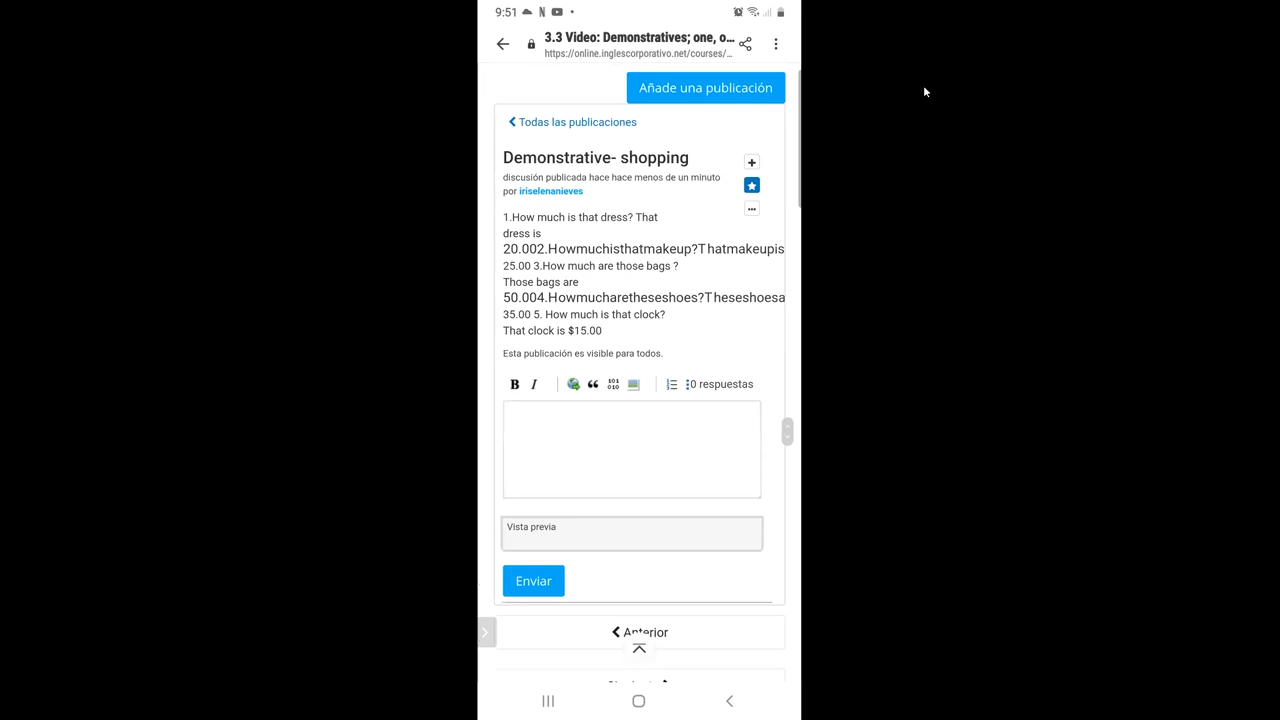 9:51
3.3 Video: Demonstratives; one, o...
https://online.inglescorporativo.net/courses/...
Añade una publicación
Todas las publicaciones
Demonstrative- shopping
discusión publicada hace hace menos de un minuto
por iriselenanieves
1.How much is that dress? That
dress is
20.002.Howmuchisthatmakeup?Thatmakeupis
25.00 3.How much are those bags ?
Those bags are
50.004.Howmucharetheseshoes?Theseshoesa
35.00 5. How much is that clock?
That clock is $15.00
Esta publicación es visible para todos.
B I 101 010 0 respuestas
Vista previa
Enviar
Anterior